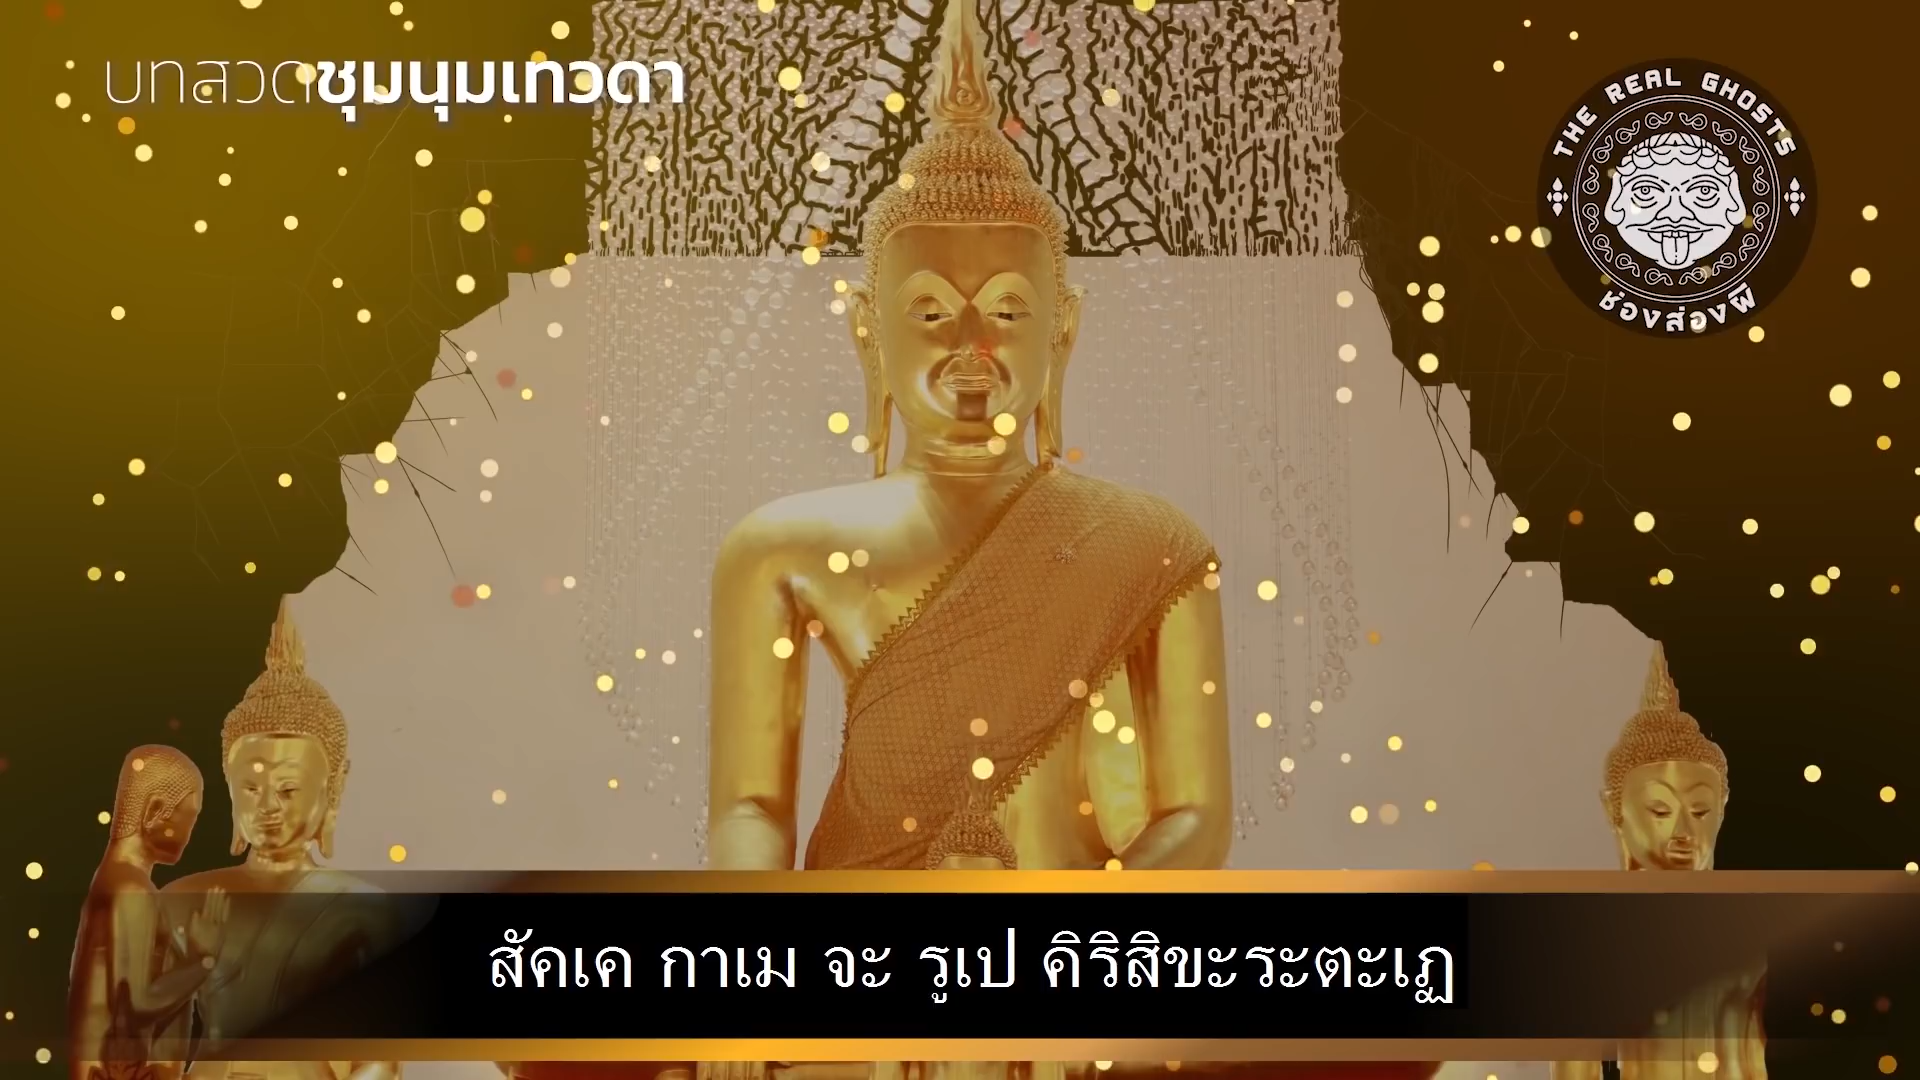 บทสวดชุมนุมเทวดา
THE REAL GHOSTS
ช่องส่องผี
สัคเค กาเม จะ รูเป คิริสิขะระตะเฏ